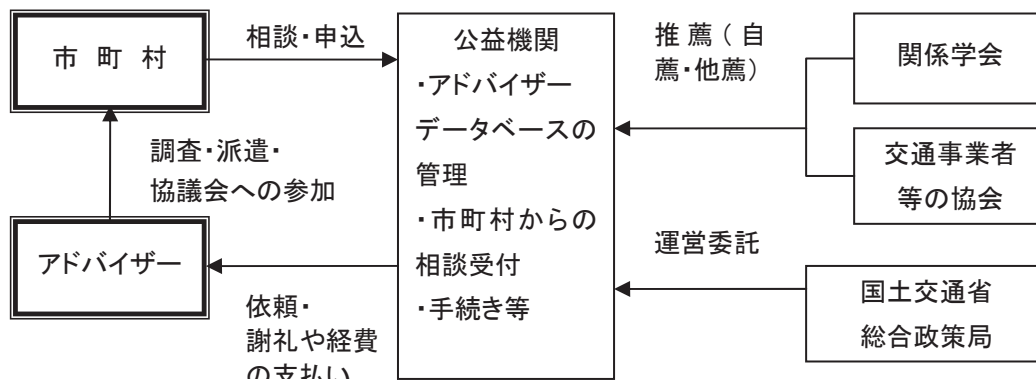 市 町 村
相談・申込
公益機関
・アドバイザー
データベースの
管理
・市町村からの
相談受付
・手続き等
推 薦 ( 自
薦・他薦)
関係学会
交通事業者
等の協会
調査・派遣・
協議会への参加
アドバイザー
運営委託
国土交通省
総合政策局
依頼・
謝礼や経費
の支払い